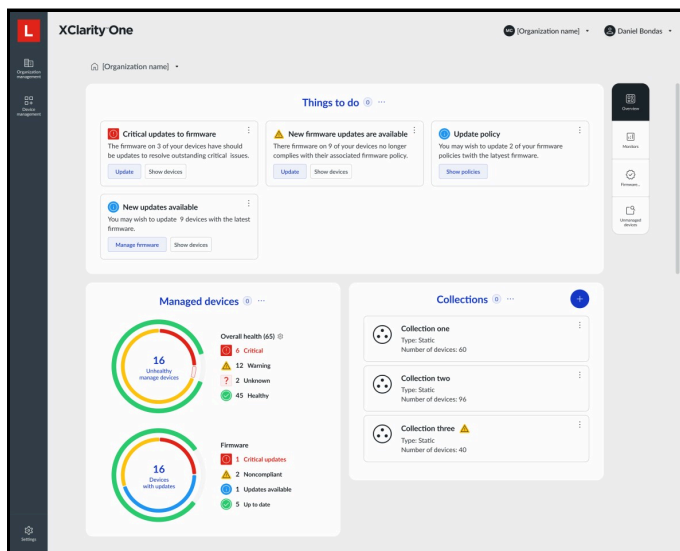 L
XClarity One
MC [Organization name]
Daniel Bondas
Organization
management
Device
management
Settings
[Organization name]
Things to do 0 ...
Critical updates to firmware
The firmware on 3 of your devices have should
be updates to resolve outstanding critical issues.
Update Show devices
New firmware updates are available
There firmware on 9 of your devices no longer
complies with their associated firmware policy.
Update Show devices
Update policy
You may wish to update 2 of your firmware
policies twith the latyest firmware.
Show policies
New updates available
You may wish to update 9 devices with the latest
firmware.
Manage firmware Show devices
Overview
Monitors
Firmware...
Unmanaged
devices
Managed devices 0 ...
16
Unhealthy
manage devices
Overall health (65)
6 Critical
12 Warning
? 2 Unknown
45 Healthy
16
Devices
with updates
Firmware
1 Critical updates
2 Noncompliant
1 Updates available
5 Up to date
Collections 0 ...
+
Collection one
Type: Static
Number of devices: 60
Collection two
Type: Static
Number of devices: 96
Collection three
Type: Static
Number of devices: 40